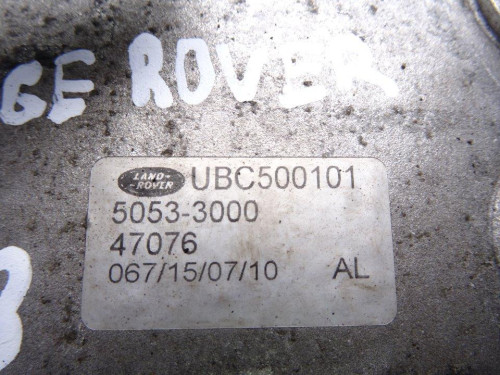 GE ROVER
LAND-
-ROVER
UBC500101
5053-3000
47076
067/15/07/10 AL